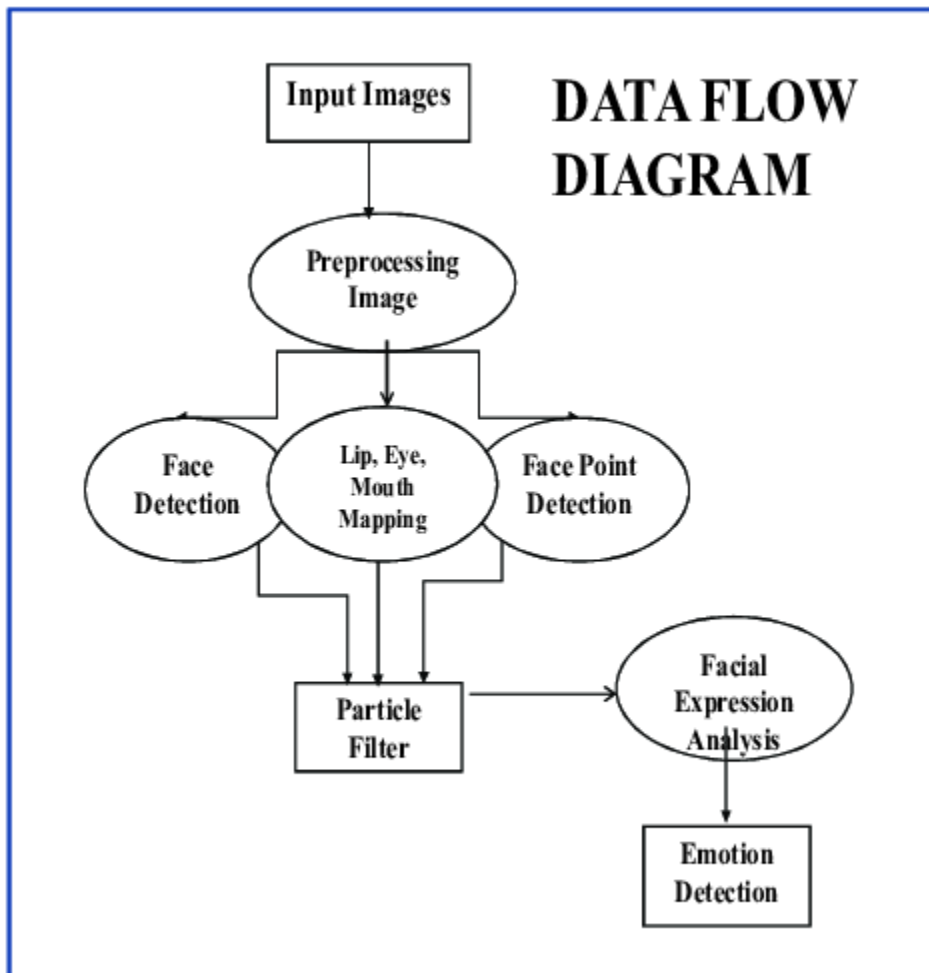 Input Images
DATA FLOW
DIAGRAM
Preprocessing
Image
Face
Detection
Lip, Eye,
Mouth
Mapping
Face Point
Detection
Particle
Filter
Facial
Expression
Analysis
Emotion
Detection